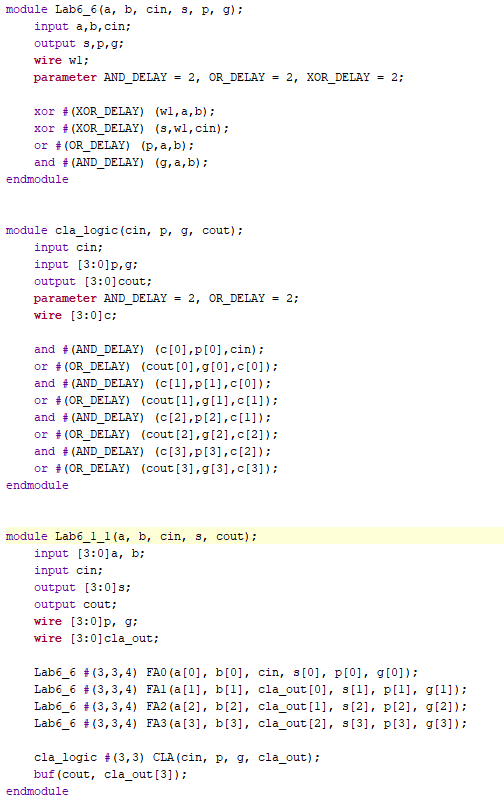 module Lab6_6(a, b, cin, s, p, g);
input a,b,cin;
output s,p,g;
wire w1;
parameter AND_DELAY = 2, OR_DELAY = 2, XOR_DELAY = 2;
xor #(XOR_DELAY) (w1,a,b);
xor #(XOR_DELAY) (s,w1,cin);
or #(OR_DELAY) (p,a,b);
and #(AND_DELAY) (g,a,b);
endmodule
module cla_logic(cin, p, g, cout);
input cin;
input [3:0]p,g;
output [3:0]cout;
parameter AND_DELAY = 2, OR_DELAY = 2;
wire [3:0]c;
and #(AND_DELAY) (c[0],p[0],cin);
or #(OR_DELAY) (cout[0],g[0],c[0]);
and #(AND_DELAY) (c[1],p[1],c[0]);
or #(OR_DELAY) (cout[1],g[1],c[1]);
and #(AND_DELAY) (c[2],p[2],c[1]);
or #(OR_DELAY) (cout[2],g[2],c[2]);
and #(AND_DELAY) (c[3],p[3],c[2]);
or #(OR_DELAY) (cout[3],g[3],c[3]);
endmodule
module Lab6_1_1(a, b, cin, s, cout);
input [3:0]a, b;
input cin;
output [3:0]s;
output cout;
wire [3:0]p, g;
wire [3:0]cla_out;
Lab6_6 #(3,3,4) FA0(a[0], b[0], cin, s[0], p[0], g[0]);
Lab6_6 #(3,3,4) FA1(a[1], b[1], cla_out[0], s[1], p[1], g[1]);
Lab6_6 #(3,3,4) FA2(a[2], b[2], cla_out[1], s[2], p[2], g[2]);
Lab6_6 #(3,3,4) FA3(a[3], b[3], cla_out[2], s[3], p[3], g[3]);
cla_logic #(3,3) CLA(cin, p, g, cla_out);
buf(cout, cla_out[3]);
endmodule